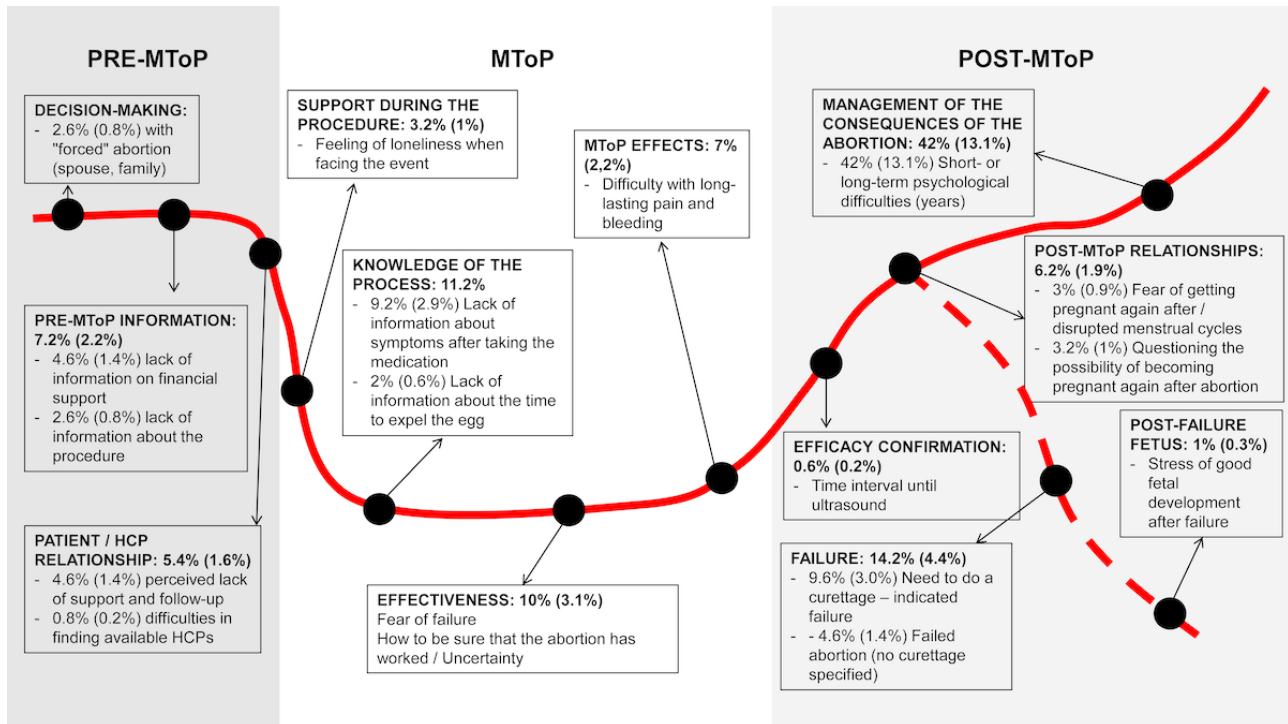 PRE-MToP
DECISION-MAKING:
- 2.6% (0.8%) with
"forced" abortion
(spouse, family)
PRE-MToP INFORMATION:
7.2% (2.2%)
- 4.6% (1.4%) lack of
information on financial
support
- 2.6% (0.8%) lack of
information about the
procedure
PATIENT / HCP
RELATIONSHIP: 5.4% (1.6%)
- 4.6% (1.4%) perceived lack
of support and follow-up
- 0.8% (0.2%) difficulties in
finding available HCPs
MToP
SUPPORT DURING THE
PROCEDURE: 3.2% (1%)
- Feeling of loneliness when
facing the event
KNOWLEDGE OF THE
PROCESS: 11.2%
- 9.2% (2.9%) Lack of
information about
symptoms after taking the
medication
- 2% (0.6%) Lack of
information about the time
to expel the egg
MToP EFFECTS: 7%
(2,2%)
- Difficulty with long-
lasting pain and
bleeding
EFFECTIVENESS: 10% (3.1%)
Fear of failure
How to be sure that the abortion has
worked / Uncertainty
POST-MToP
MANAGEMENT OF THE
CONSEQUENCES OF THE
ABORTION: 42% (13.1%)
- 42% (13.1%) Short- or
long-term psychological
difficulties (years)
POST-MToP RELATIONSHIPS:
6.2% (1.9%)
- 3% (0.9%) Fear of getting
pregnant again after /
disrupted menstrual cycles
- 3.2% (1%) Questioning the
possibility of becoming
pregnant again after abortion
EFFICACY CONFIRMATION:
0.6% (0.2%)
- Time interval until
ultrasound
POST-FAILURE
FETUS: 1% (0.3%)
- Stress of good
fetal
development
after failure
FAILURE: 14.2% (4.4%)
- 9.6% (3.0%) Need to do a
curettage – indicated
failure
- - 4.6% (1.4%) Failed
abortion (no curettage
specified)